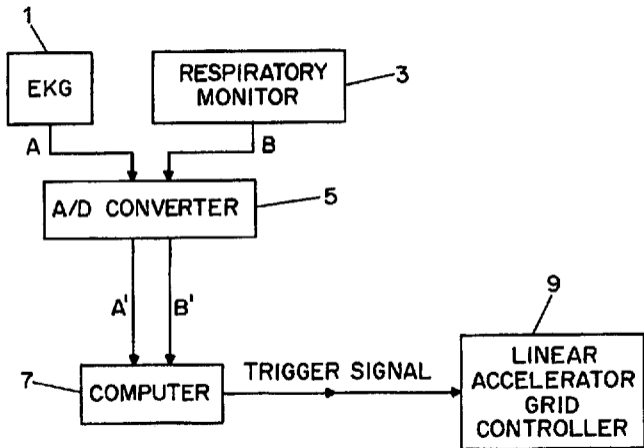 1
EKG
RESPIRATORY
MONITOR
3
A
B
A/D CONVERTER
5
A'
B'
7
COMPUTER
TRIGGER SIGNAL
9
LINEAR
ACCELERATOR
GRID
CONTROLLER